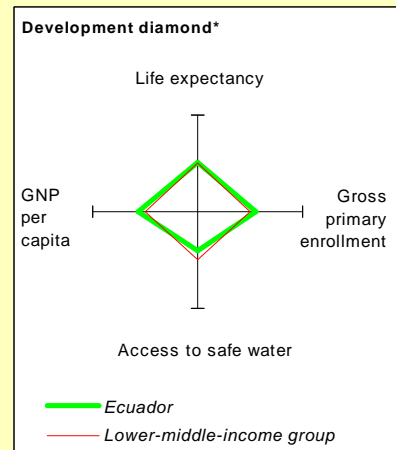 Development diamond*
Life expectancy
GNP
per
capita
Gross
primary
enrollment
Access to safe water
Ecuador
Lower-middle-income group